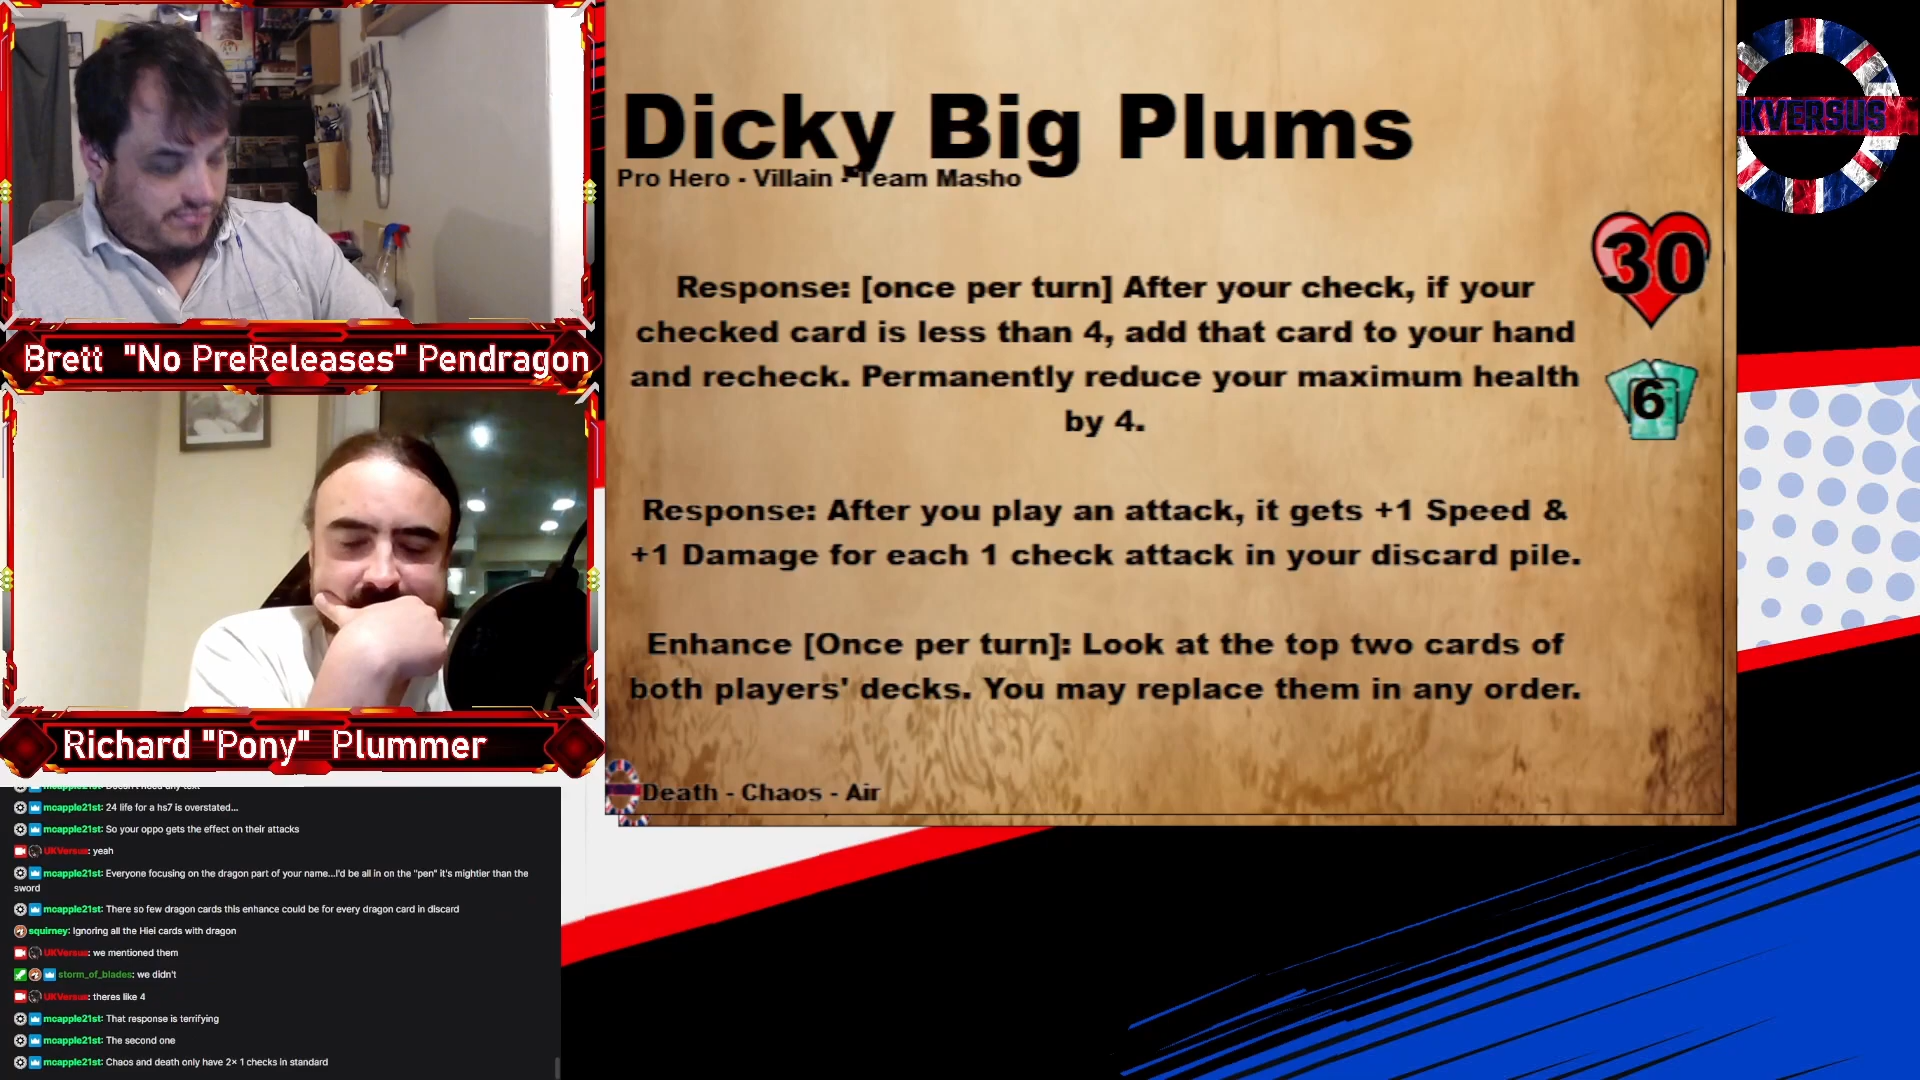 Dicky Big Plums
Pro Hero - Villain - Team Masho
30
6
Response: [once per turn] After your check, if your
checked card is less than 4, add that card to your hand
and recheck. Permanently reduce your maximum health
by 4.
Response: After you play an attack, it gets +1 Speed &
+1 Damage for each 1 check attack in your discard pile.
Enhance [Once per turn]: Look at the top two cards of
both players' decks. You may replace them in any order.
Death - Chaos - Air
UKVERSUS
Brett "No PreReleases" Pendragon
Richard "Pony" Plummer
mcapple21st: Doesn't need any text
mcapple21st: 24 life for a hs7 is overstated...
mcapple21st: So your oppo gets the effect on their attacks
UKVersus: yeah
mcapple21st: Everyone focusing on the dragon part of your name...I'd be all in on the "pen" it's mightier than the
sword
mcapple21st: There so few dragon cards this enhance could be for every dragon card in discard
squirney: Ignoring all the Hiei cards with dragon
UKVersus: we mentioned them
storm_of_blades: we didn't
UKVersus: theres like 4
mcapple21st: That response is terrifying
mcapple21st: The second one
mcapple21st: Chaos and death only have 2× 1 checks in standard